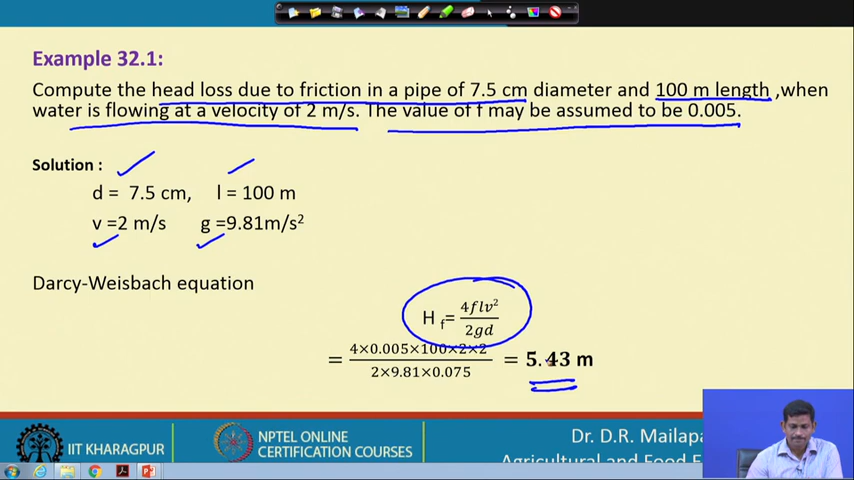 Example 32.1:
Compute the head loss due to friction in a pipe of 7.5 cm diameter and 100 m length ,when
water is flowing at a velocity of 2 m/s. The value of f may be assumed to be 0.005.
Solution :
d = 7.5 cm, l = 100 m
v =2 m/s g =9.81m/s²
Darcy-Weisbach equation
H f= 4flv² / 2gd
= 4×0.005×100×2×2 / 2×9.81×0.075 = 5.43 m
IIT KHARAGPUR
NPTEL ONLINE
CERTIFICATION COURSES
Dr. D.R. Mailapa
Agricultural and Food